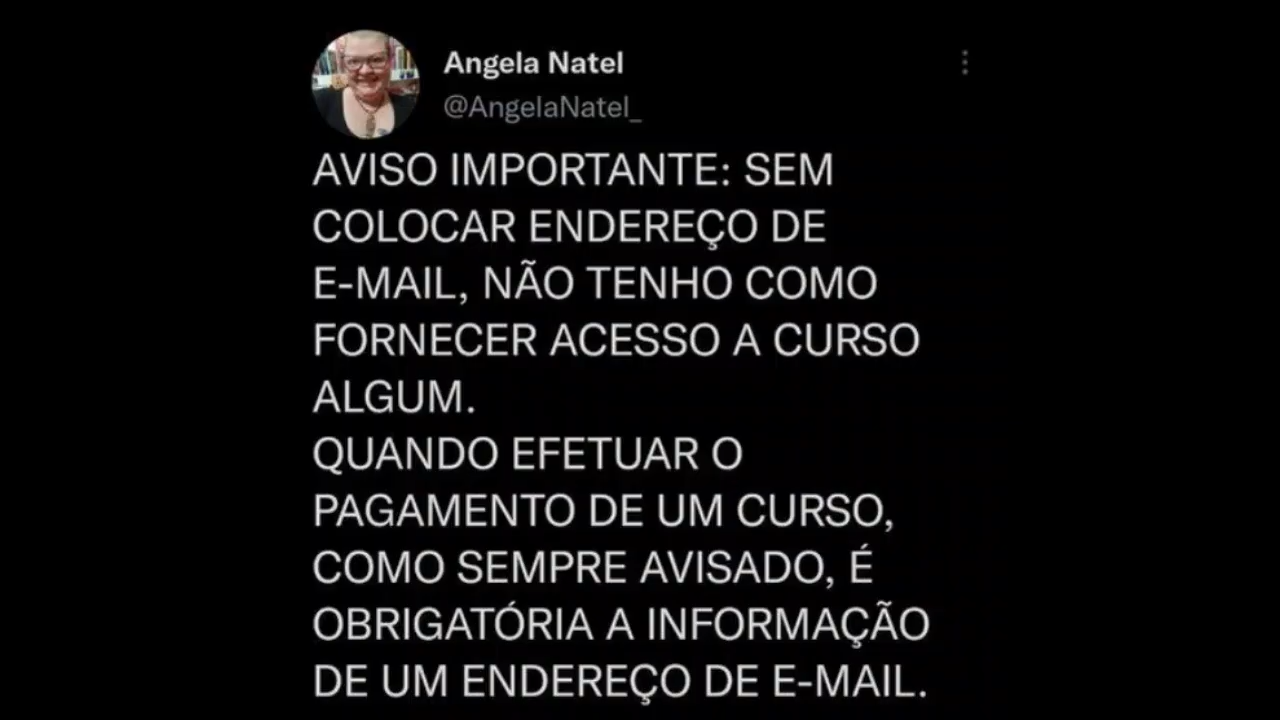 Angela Natel
@AngelaNatel_
AVISO IMPORTANTE: SEM
COLOCAR ENDEREÇO DE
E-MAIL, NÃO TENHO COMO
FORNECER ACESSO A CURSO
ALGUM.
QUANDO EFETUAR O
PAGAMENTO DE UM CURSO,
COMO SEMPRE AVISADO, É
OBRIGATÓRIA A INFORMAÇÃO
DE UM ENDEREÇO DE E-MAIL.